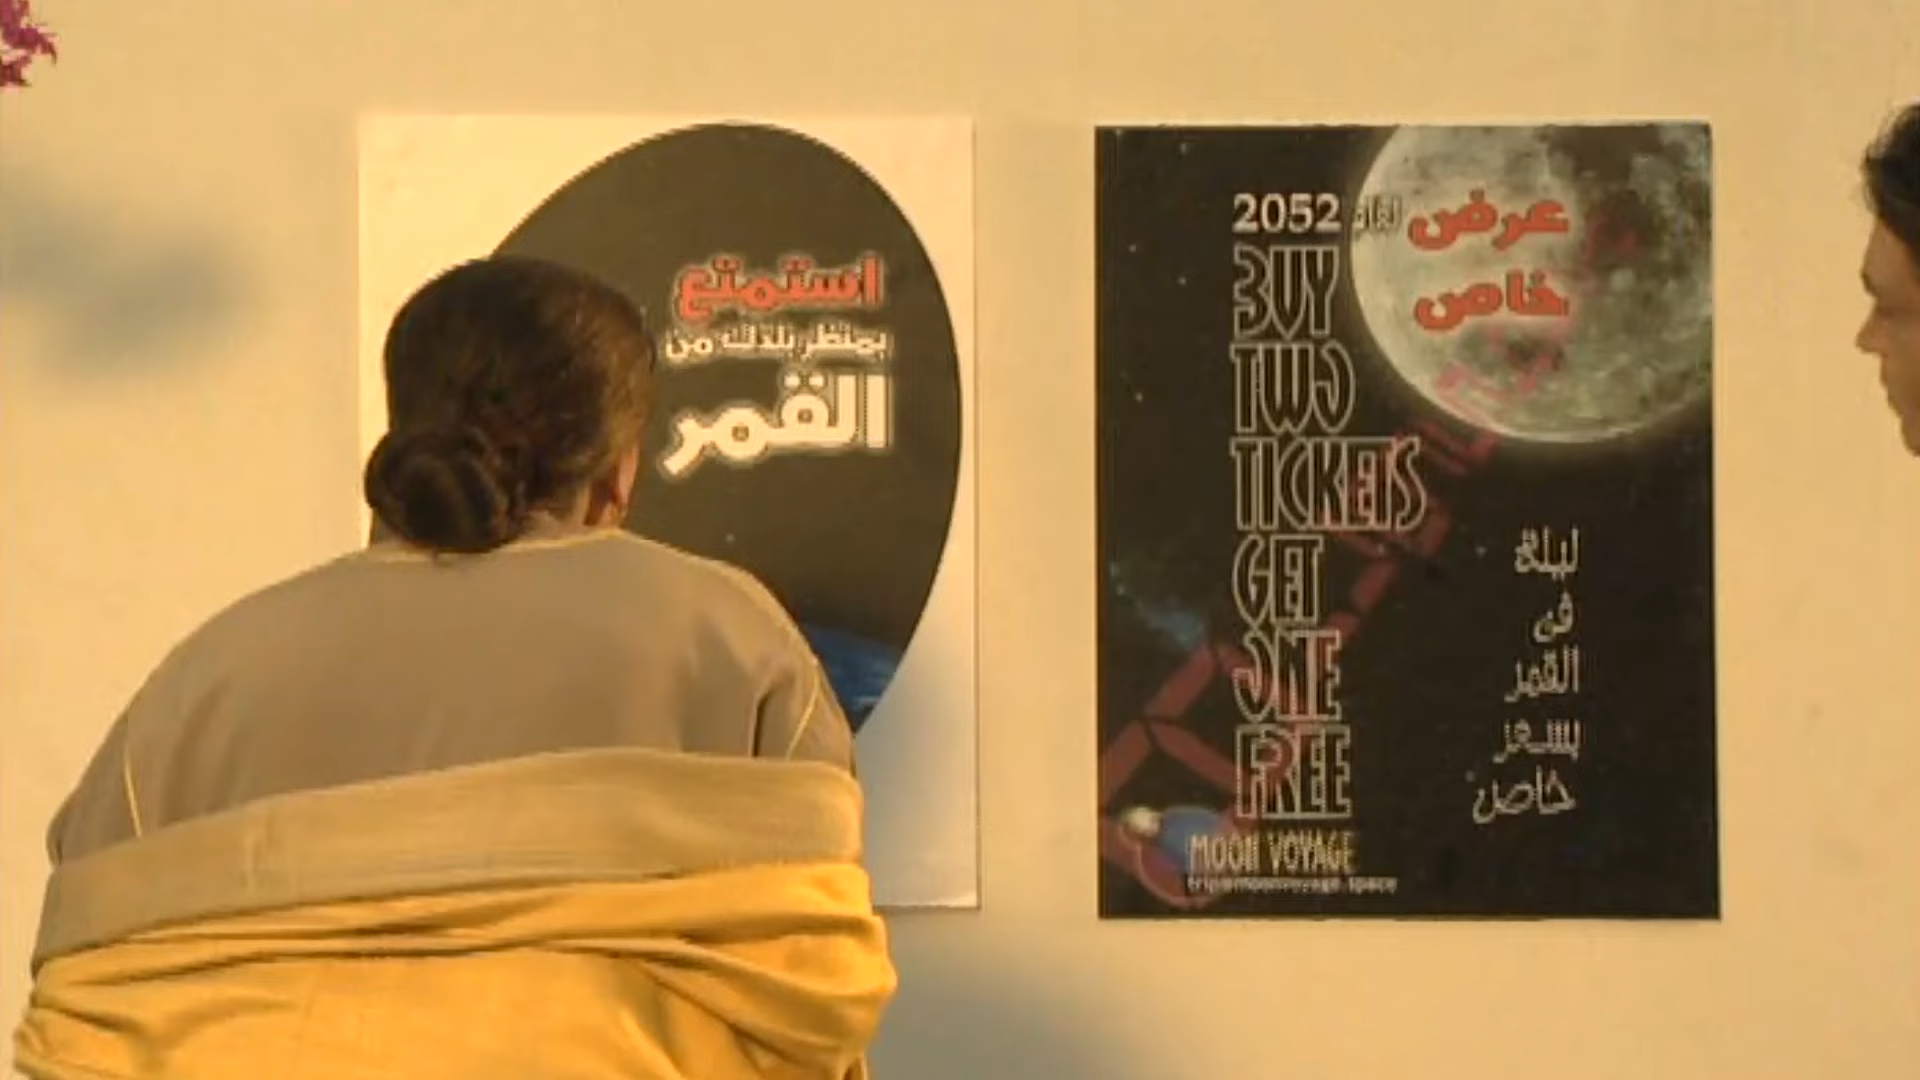 استمتع
بمنظر بلدك من
القمر
عرض
خاص
2052
BUY
TWO
TICKETS
GET
ONE
FREE
ليلة
في
القمر
بسعر
خاص
MOON VOYAGE